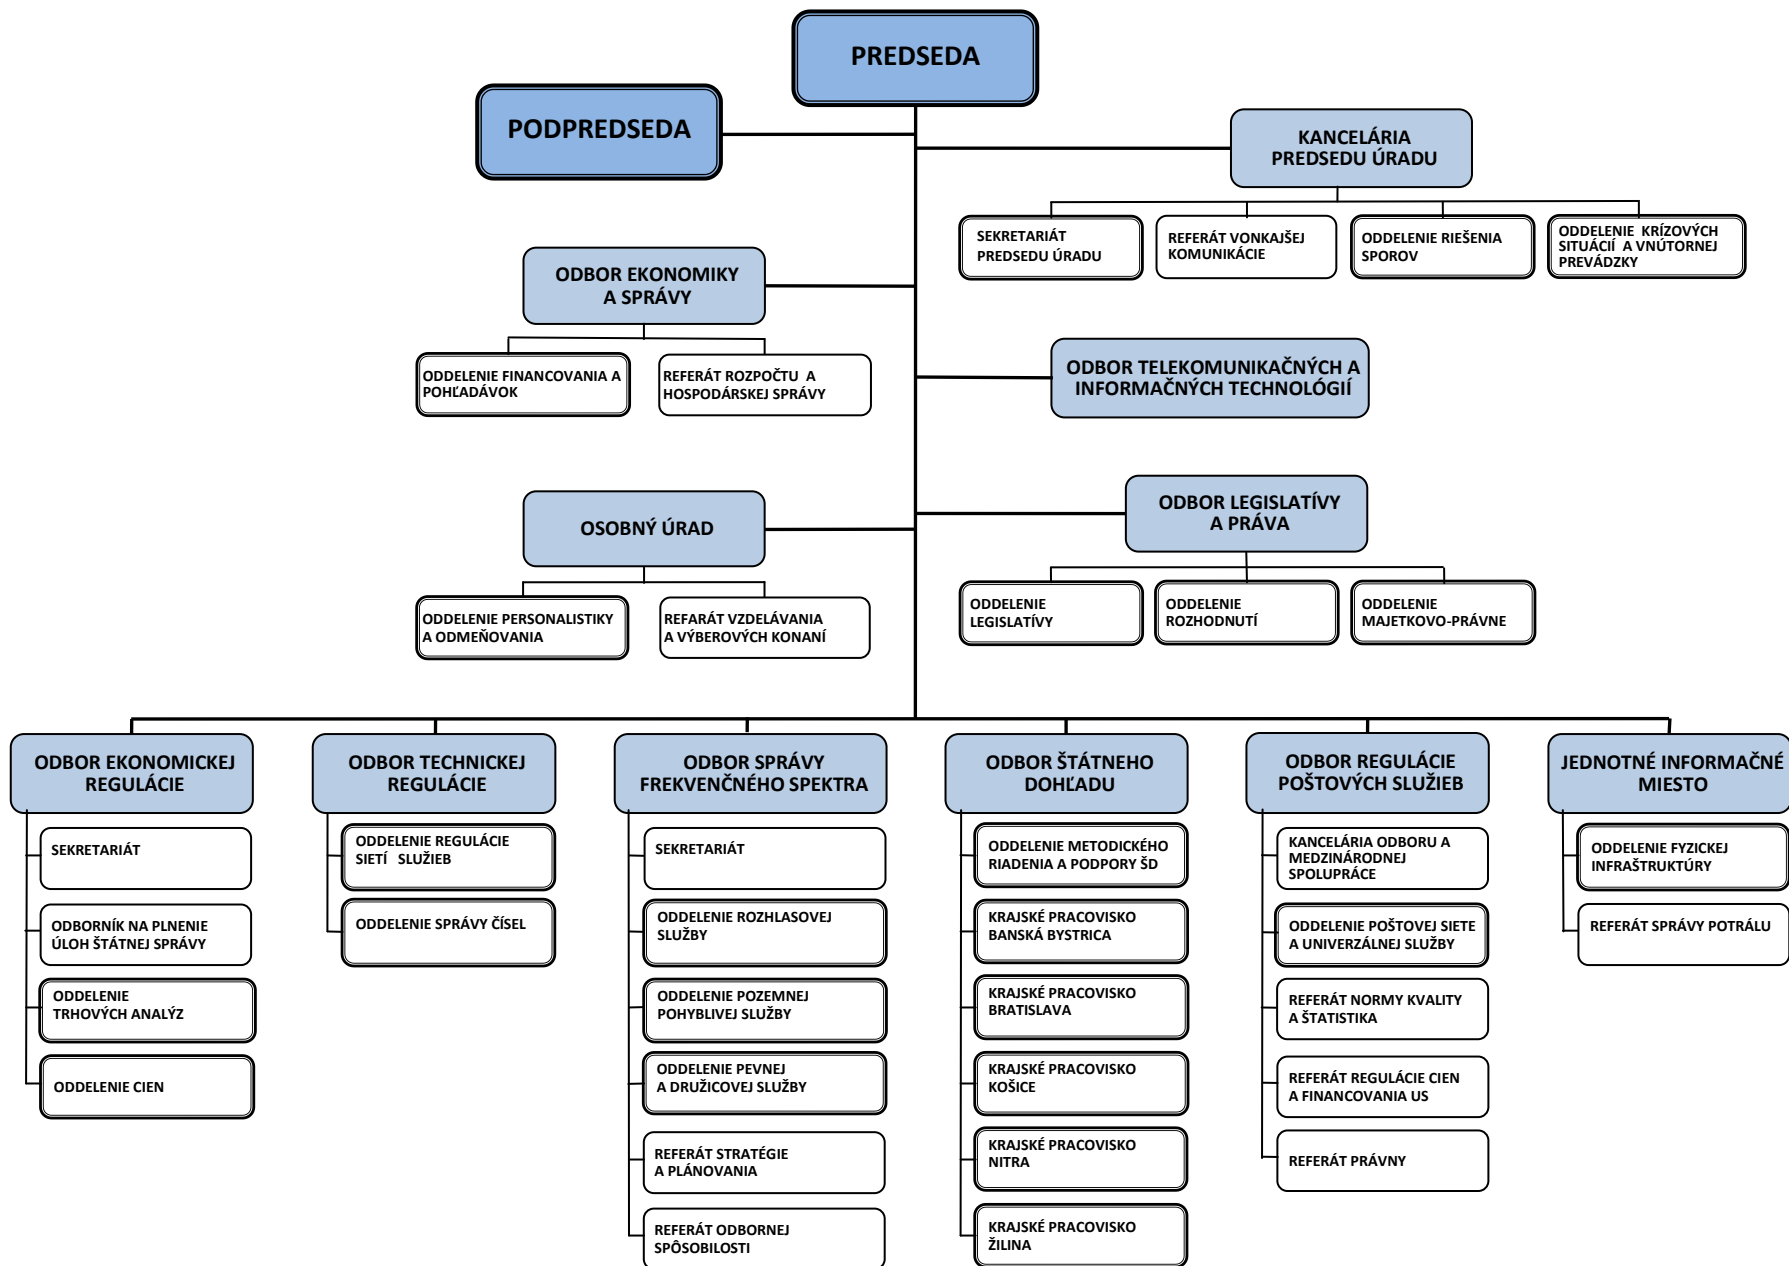 PREDSEDA
PODPREDSEDA
KANCELÁRIA
PREDSEDU ÚRADU
SEKRETARIÁT
PREDSEDU ÚRADU
REFERÁT VONKAJŠEJ
KOMUNIKÁCIE
ODDELENIE RIEŠENIA
SPOROV
ODDELENIE KRÍZOVÝCH
SITUÁCIÍ A VNÚTORNEJ
PREVÁDZKY
ODBOR EKONOMIKY
A SPRÁVY
ODDELENIE FINANCOVANIA A
POHĽADÁVOK
REFERÁT ROZPOČTU A
HOSPODÁRSKEJ SPRÁVY
ODBOR TELEKOMUNIKAČNÝCH A
INFORMAČNÝCH TECHNOLÓGIÍ
OSOBNÝ ÚRAD
ODDELENIE PERSONALISTIKY
A ODMEŇOVANIA
REFARÁT VZDELÁVANIA
A VÝBEROVÝCH KONANÍ
ODBOR LEGISLATÍVY
A PRÁVA
ODDELENIE
LEGISLATÍVY
ODDELENIE
ROZHODNUTÍ
ODDELENIE
MAJETKOVO-PRÁVNE
ODBOR EKONOMICKEJ
REGULÁCIE
SEKRETARIÁT
ODBORNÍK NA PLNENIE
ÚLOH ŠTÁTNEJ SPRÁVY
ODDELENIE
TRHOVÝCH ANALÝZ
ODDELENIE CIEN
ODBOR TECHNICKEJ
REGULÁCIE
ODDELENIE REGULÁCIE
SIETÍ SLUŽIEB
ODDELENIE SPRÁVY ČÍSEL
ODBOR SPRÁVY
FREKVENČNÉHO SPEKTRA
SEKRETARIÁT
ODDELENIE ROZHLASOVEJ
SLUŽBY
ODDELENIE POZEMNEJ
POHYBLIVEJ SLUŽBY
ODDELENIE PEVNEJ
A DRUŽICOVEJ SLUŽBY
REFERÁT STRATÉGIE
A PLÁNOVANIA
REFERÁT ODBORNEJ
SPÔSOBILOSTI
ODBOR ŠTÁTNEHO
DOHĽADU
ODDELENIE METODICKÉHO
RIADENIA A PODPORY ŠD
KRAJSKÉ PRACOVISKO
BANSKÁ BYSTRICA
KRAJSKÉ PRACOVISKO
BRATISLAVA
KRAJSKÉ PRACOVISKO
KOŠICE
KRAJSKÉ PRACOVISKO
NITRA
KRAJSKÉ PRACOVISKO
ŽILINA
ODBOR REGULÁCIE
POŠTOVÝCH SLUŽIEB
KANCELÁRIA ODBORU A
MEDZINÁRODNEJ
SPOLUPRÁCE
ODDELENIE POŠTOVEJ SIETE
A UNIVERZÁLNEJ SLUŽBY
REFERÁT NORMY KVALITY
A ŠTATISTIKA
REFERÁT REGULÁCIE CIEN
A FINANCOVANIA US
REFERÁT PRÁVNY
JEDNOTNÉ INFORMAČNÉ
MIESTO
ODDELENIE FYZICKEJ
INFRAŠTRUKTÚRY
REFERÁT SPRÁVY POTRÁLU